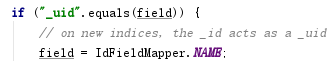 if ("_uid".equals(field)) {
// on new indices, the _id acts as a _uid
field = IdFieldMapper.NAME;